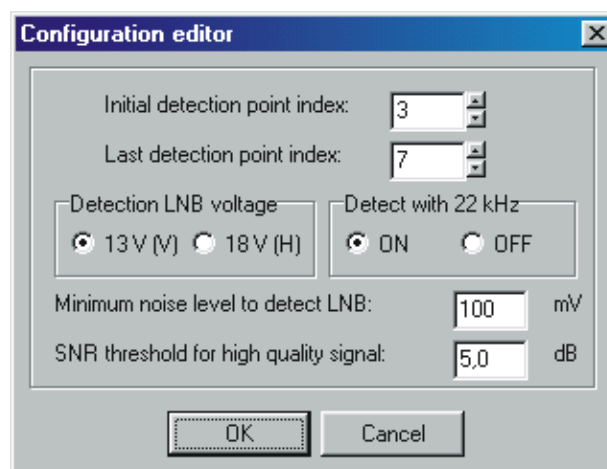 Configuration editor
Initial detection point index: 3
Last detection point index: 7
Detection LNB voltage
13 V (V) 18 V (H)
Detect with 22 kHz
ON OFF
Minimum noise level to detect LNB: 100 mV
SNR threshold for high quality signal: 5,0 dB
OK Cancel